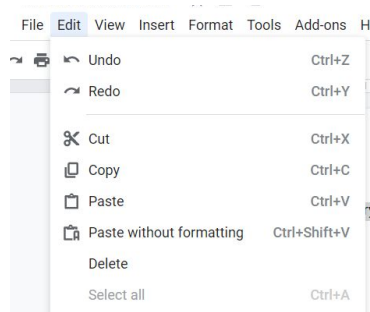 File Edit View Insert Format Tools Add-ons H
Undo Ctrl+Z
Redo Ctrl+Y
Cut Ctrl+X
Copy Ctrl+C
Paste Ctrl+V
Paste without formatting Ctrl+Shift+V
Delete
Select all Ctrl+A